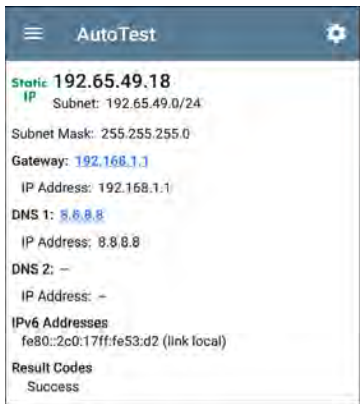 AutoTest
Static IP 192.65.49.18
Subnet: 192.65.49.0/24
Subnet Mask: 255.255.255.0
Gateway: 192.168.1.1
IP Address: 192.168.1.1
DNS 1: 8.8.8.8
IP Address: 8.8.8.8
DNS 2: --
IP Address: --
IPv6 Addresses
fe80::2c0:17ff:fe53:d2 (link local)
Result Codes
Success